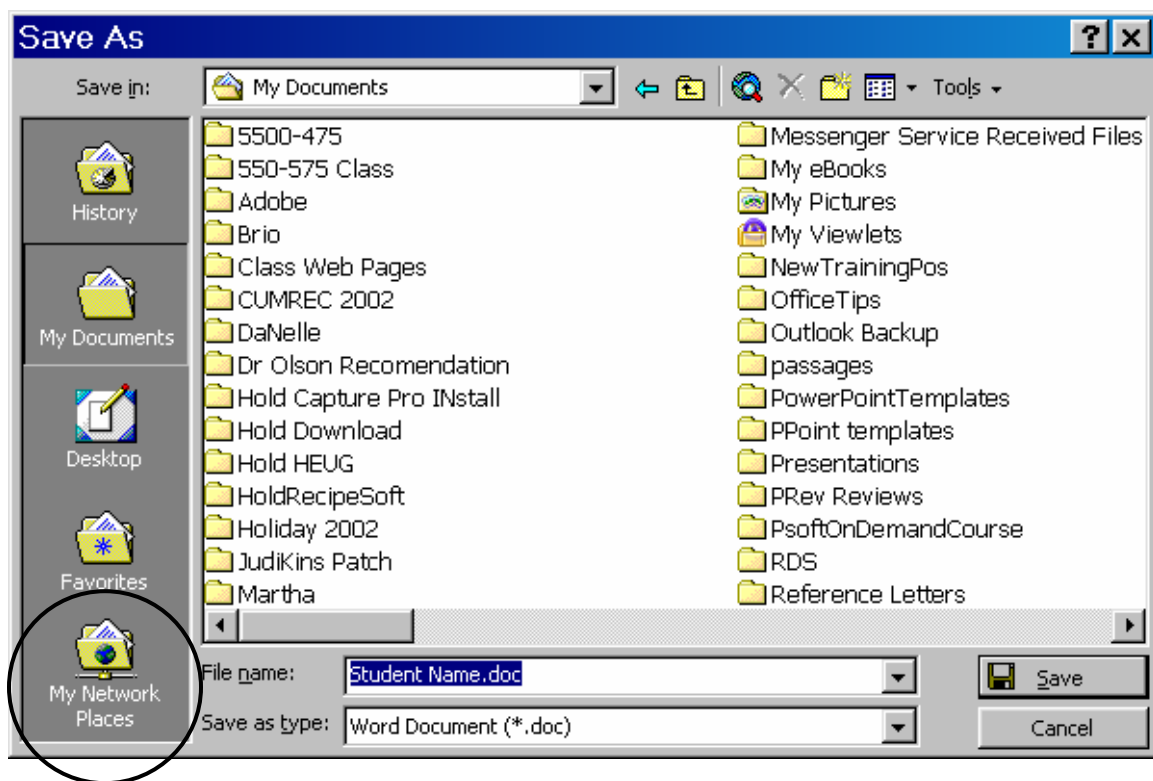 Save As
Save in:
My Documents
Tools
History
My Documents
Desktop
Favorites
My Network
Places
5500-475
550-575 Class
Adobe
Brio
Class Web Pages
CUMREC 2002
DaNelle
Dr Olson Recomendation
Hold Capture Pro INstall
Hold Download
Hold HEUG
HoldRecipeSoft
Holiday 2002
JudiKins Patch
Martha
Messenger Service Received Files
My eBooks
My Pictures
My Viewlets
NewTrainingPos
OfficeTips
Outlook Backup
passages
PowerPointTemplates
PPoint templates
Presentations
PRev Reviews
PsoftOnDemandCourse
RDS
Reference Letters
File name:
Student Name.doc
Save
Save as type:
Word Document (*.doc)
Cancel